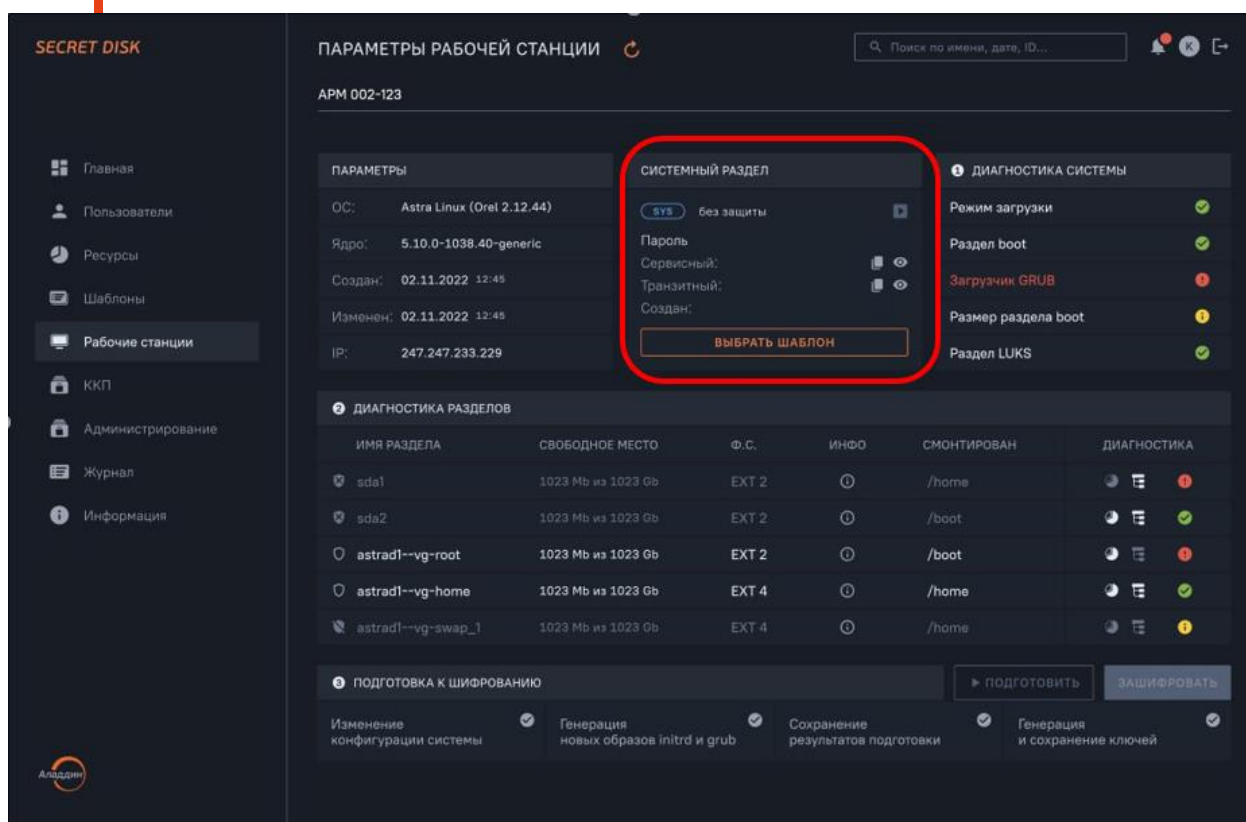 SECRET DISK
ПАРАМЕТРЫ РАБОЧЕЙ СТАНЦИИ
Поиск по имени, дате, ID...
K
АРМ 002-123
Главная
Пользователи
Ресурсы
Шаблоны
Рабочие станции
ККП
Администрирование
Журнал
Информация
Аладдин
ПАРАМЕТРЫ
ОС: Astra Linux (Orel 2.12.44)
Ядро: 5.10.0-1038.40-generic
Создан: 02.11.2022 12:45
Изменен: 02.11.2022 12:45
IP: 247.247.233.229
СИСТЕМНЫЙ РАЗДЕЛ
SYS без защиты
Пароль
Сервисный:
Транзитный:
Создан:
ВЫБРАТЬ ШАБЛОН
1 ДИАГНОСТИКА СИСТЕМЫ
Режим загрузки
Раздел boot
Загрузчик GRUB
Размер раздела boot
Раздел LUKS
2 ДИАГНОСТИКА РАЗДЕЛОВ
ИМЯ РАЗДЕЛА СВОБОДНОЕ МЕСТО Ф.С. ИНФО СМОНТИРОВАН ДИАГНОСТИКА
sda1 1023 Mb из 1023 Gb EXT 2 /home
sda2 1023 Mb из 1023 Gb EXT 2 /boot
astrad1--vg-root 1023 Mb из 1023 Gb EXT 2 /boot
astrad1--vg-home 1023 Mb из 1023 Gb EXT 4 /home
astrad1--vg-swap_1 1023 Mb из 1023 Gb EXT 4 /home
3 ПОДГОТОВКА К ШИФРОВАНИЮ
ПОДГОТОВИТЬ
ЗАШИФРОВАТЬ
Изменение
конфигурации системы
Генерация
новых образов initrd и grub
Сохранение
результатов подготовки
Генерация
и сохранение ключей